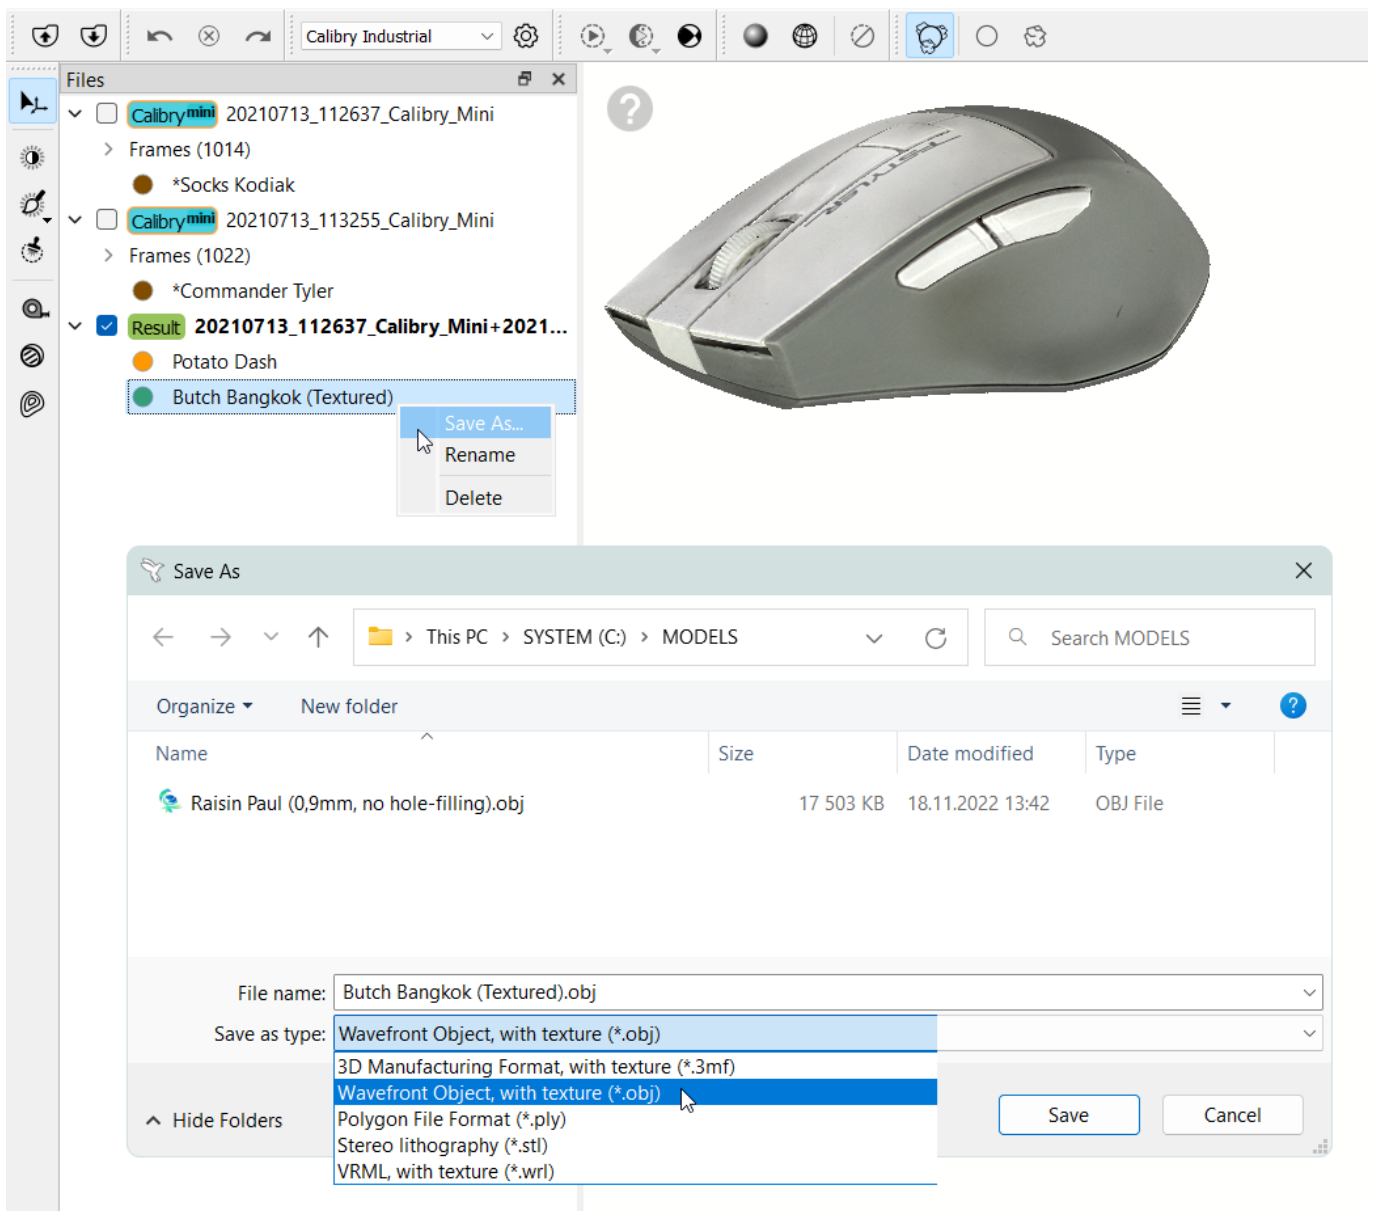 Calibry Industrial
Files
Calibry mini 20210713_112637_Calibry_Mini
Frames (1014)
*Socks Kodiak
Calibry mini 20210713_113255_Calibry_Mini
Frames (1022)
*Commander Tyler
Result 20210713_112637_Calibry_Mini+2021...
Potato Dash
Butch Bangkok (Textured)
Save As...
Rename
Delete
?
FSTYLER
Save As
This PC > SYSTEM (C:) > MODELS
Search MODELS
Organize
New folder
?
Name Size Date modified Type
Raisin Paul (0,9mm, no hole-filling).obj 17 503 KB 18.11.2022 13:42 OBJ File
File name: Butch Bangkok (Textured).obj
Save as type: Wavefront Object, with texture (*.obj)
3D Manufacturing Format, with texture (*.3mf)
Wavefront Object, with texture (*.obj)
Polygon File Format (*.ply)
Stereo lithography (*.stl)
VRML, with texture (*.wrl)
Hide Folders
Save
Cancel